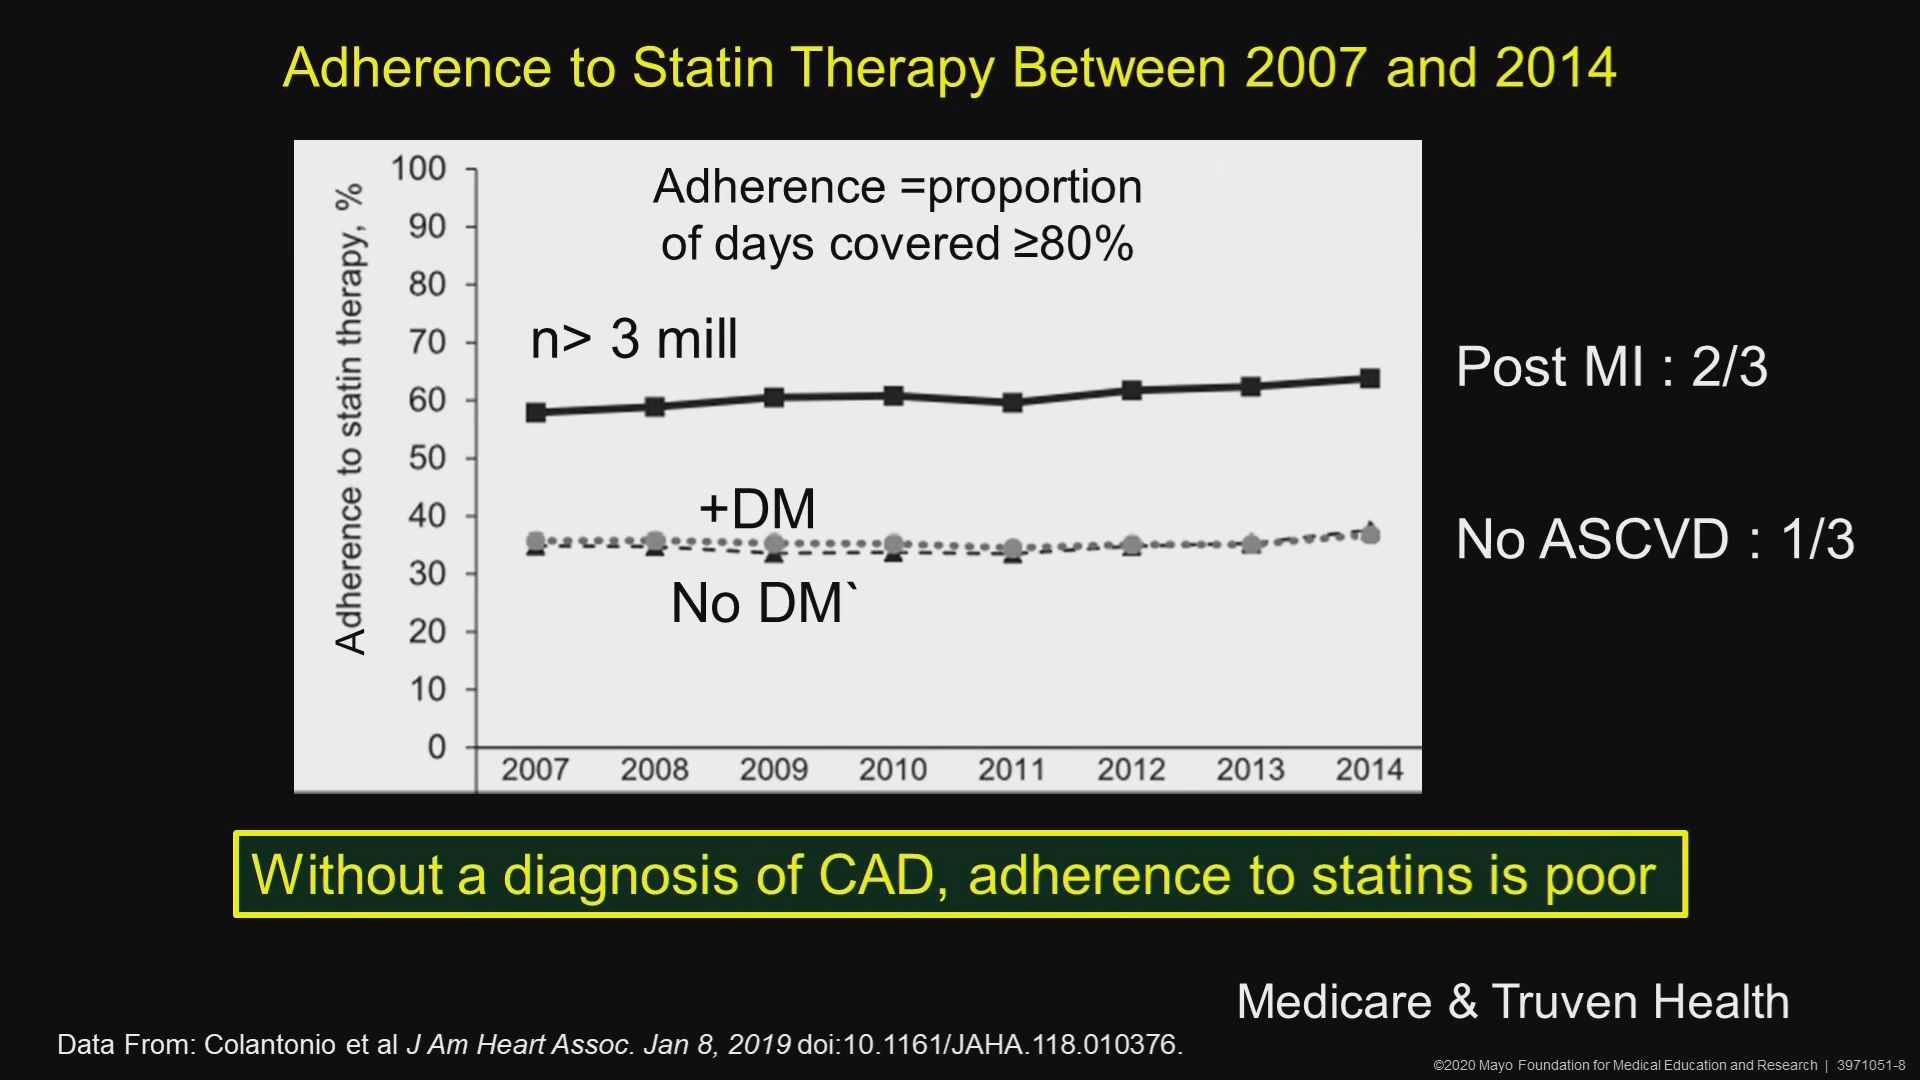 Adherence to Statin Therapy Between 2007 and 2014
Adherence to statin therapy, %
100
90
80
70
60
50
40
30
20
10
0
Adherence =proportion
of days covered ≥80%
n> 3 mill
+DM
No DM`
2007 2008 2009 2010 2011 2012 2013 2014
Post MI : 2/3
No ASCVD : 1/3
Without a diagnosis of CAD, adherence to statins is poor
Medicare & Truven Health
Data From: Colantonio et al J Am Heart Assoc. Jan 8, 2019 doi:10.1161/JAHA.118.010376.
©2020 Mayo Foundation for Medical Education and Research | 3971051-8